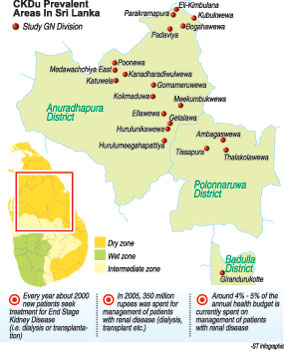 CKDu Prevalent
Areas In Sri Lanka
Study GN Division
Eli-Kimbulana
Parakramapura
Kubukwewa
Bogahawewa
Padaviya
Poonewa
Medawachchiya East
Kanadharadiwulwewa
Katuwela
Gomameruwewa
Kokmaduwa
Meekumbukwewa
Ellawewa
Getalawa
Anuradhapura
District
Hurulunikawewa
Ambagaswewa
Hurulumeegahapattiya
Tissapura
Thalakolawewa
Polonnaruwa
District
Dry zone
Wet zone
Intermediate zone
Badulla
District
Girandurukotte
Every year about 2000
new patients seek
treatment for End Stage
Kidney Disease
(i.e. dialysis or transplanta-
tion)
In 2005, 350 million
rupees was spent for
management of patients
with renal disease (dialysis,
transplant etc.)
Around 4% - 5% of the
annual health budget is
currently spent on
management of patients
with renal disease
-ST Infographic